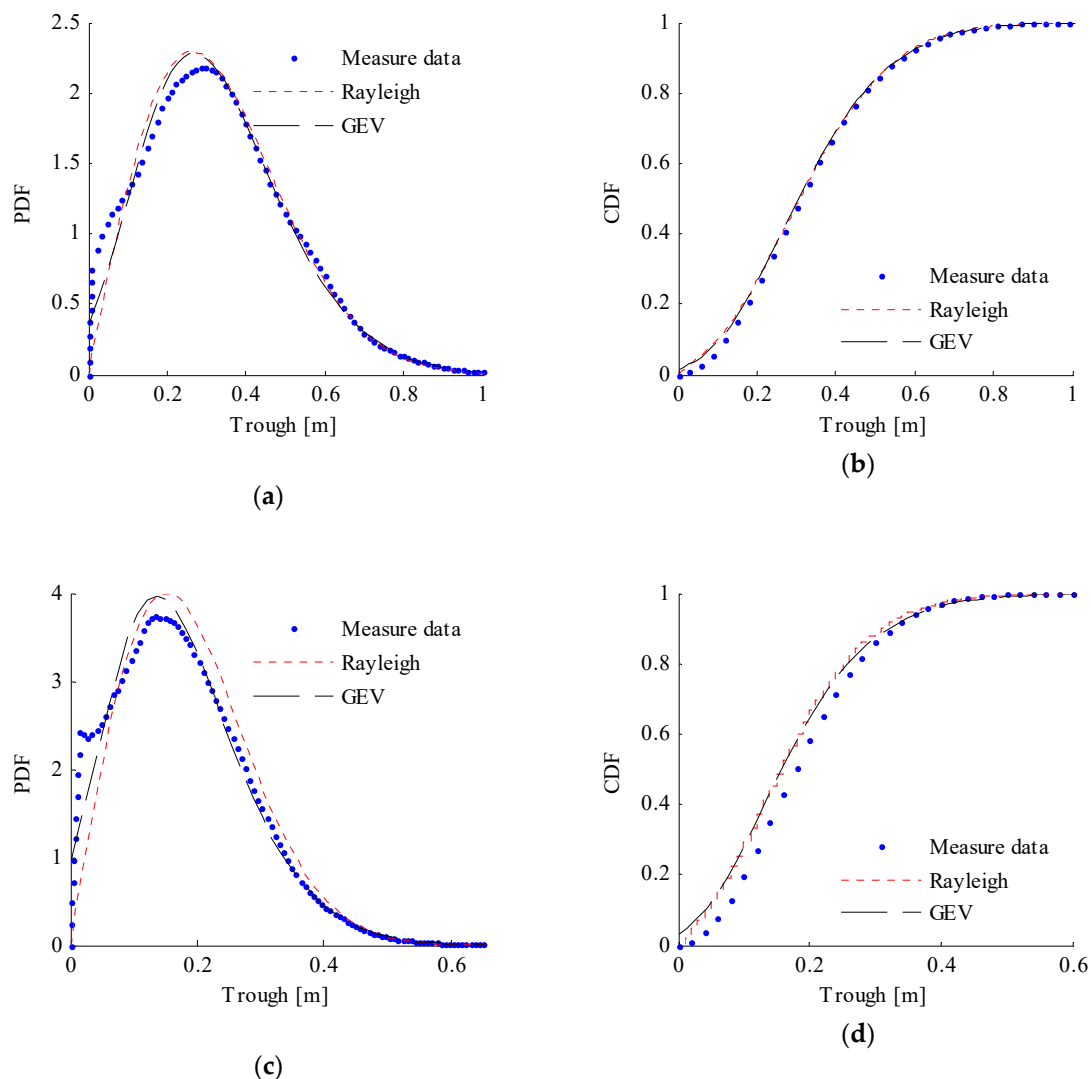 2.5
2
1.5
1
0.5
0
PDF
0 0.2 0.4 0.6 0.8 1
Trough [m]
Measure data
Rayleigh
GEV
(a)
1
0.8
0.6
0.4
0.2
0
CDF
0 0.2 0.4 0.6 0.8 1
Trough [m]
Measure data
Rayleigh
GEV
(b)
4
3
2
1
0
PDF
0 0.2 0.4 0.6
Trough [m]
Measure data
Rayleigh
GEV
(c)
1
0.8
0.6
0.4
0.2
0
CDF
0 0.2 0.4 0.6
Trough [m]
Measure data
Rayleigh
GEV
(d)